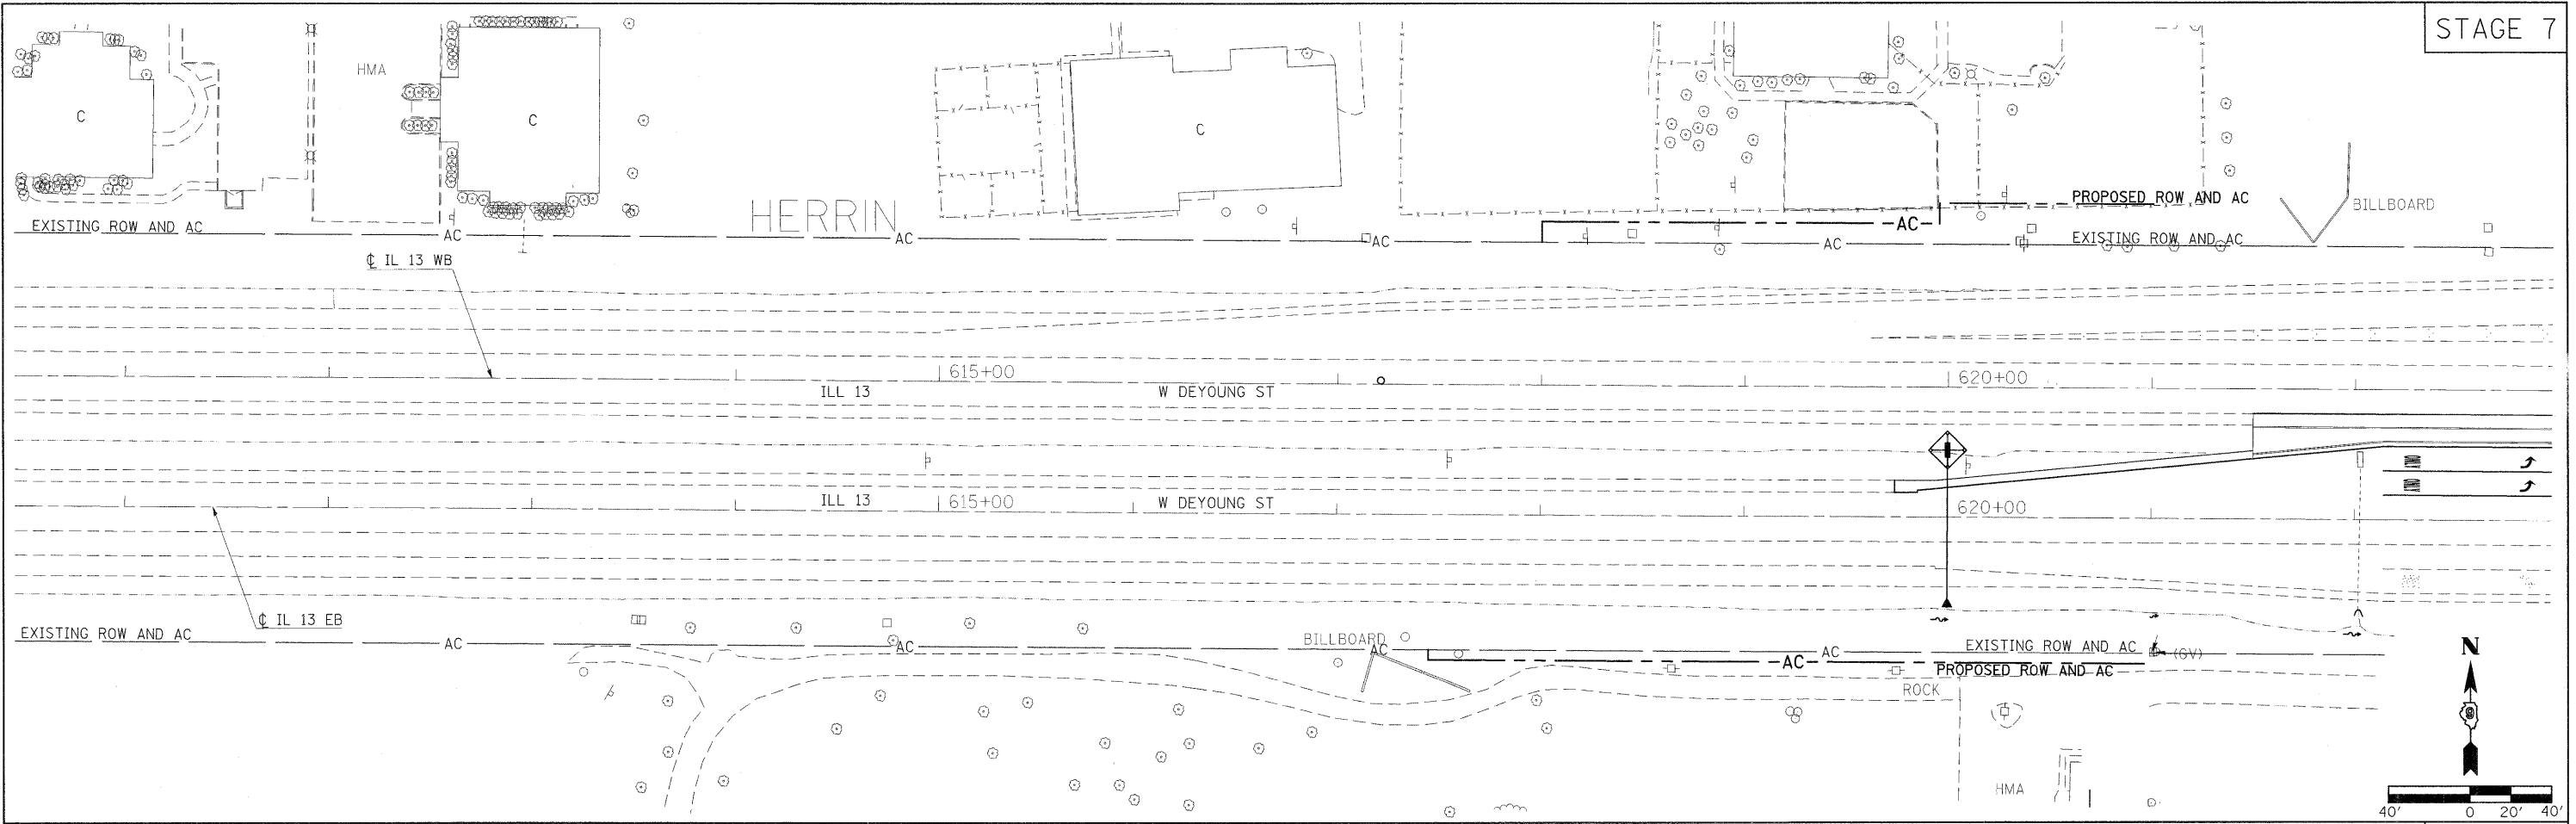 STAGE 7
HMA
C
C
C
HERRIN
PROPOSED ROW AND AC
BILLBOARD
EXISTING ROW AND AC
AC
AC
AC
AC
AC
EXISTING ROW AND AC
℄ IL 13 WB
615+00
620+00
ILL 13
W DEYOUNG ST
ILL 13
615+00
W DEYOUNG ST
620+00
℄ IL 13 EB
EXISTING ROW AND AC
AC
AC
BILLBOARD
AC
AC
AC
EXISTING ROW AND AC
(GV)
PROPOSED ROW AND AC
ROCK
HMA
N
40' 0 20' 40'